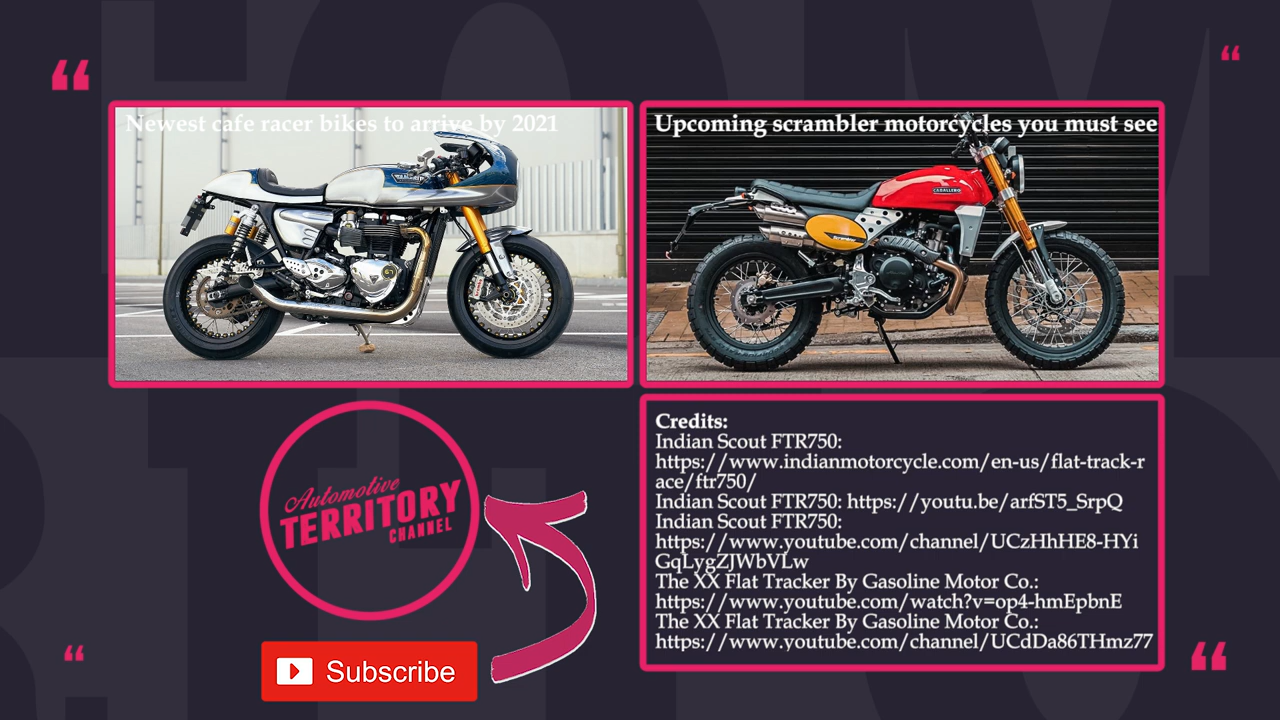 Newest cafe racer bikes to arrive by 2021
Upcoming scrambler motorcycles you must see
CABALLERO
Scrambler
Automotive
TERRITORY
CHANNEL
Subscribe
Credits:
Indian Scout FTR750:
https://www.indianmotorcycle.com/en-us/flat-track-r
ace/ftr750/
Indian Scout FTR750: https://youtu.be/arfST5_SrpQ
Indian Scout FTR750:
https://www.youtube.com/channel/UCzHhHE8-HYi
GqLygZJWbVLw
The XX Flat Tracker By Gasoline Motor Co.:
https://www.youtube.com/watch?v=op4-hmEpbnE
The XX Flat Tracker By Gasoline Motor Co.:
https://www.youtube.com/channel/UCdDa86THmz77